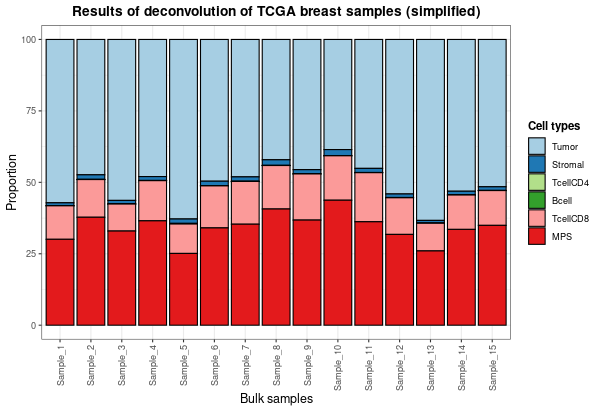 Results of deconvolution of TCGA breast samples (simplified)
100
75
50
25
0
Proportion
Sample_1
Sample_2
Sample_3
Sample_4
Sample_5
Sample_6
Sample_7
Sample_8
Sample_9
Sample_10
Sample_11
Sample_12
Sample_13
Sample_14
Sample_15
Bulk samples
Cell types
Tumor
Stromal
TcellCD4
Bcell
TcellCD8
MPS